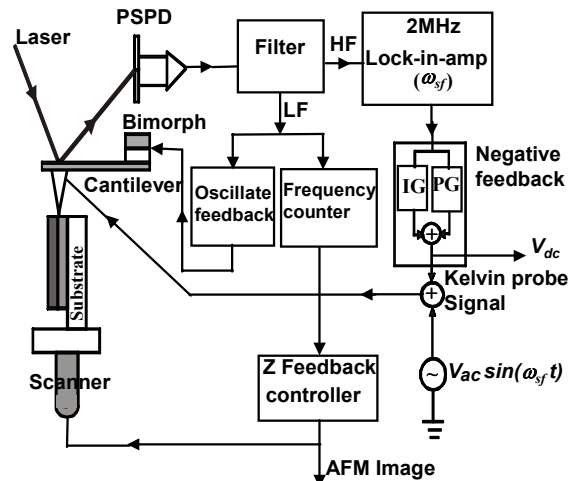 Laser
PSPD
Filter
HF
2MHz
Lock-in-amp
(ω_sf)
LF
Bimorph
Cantilever
Oscillate
feedback
Frequency
counter
IG
PG
Negative
feedback
+
V_dc
Kelvin probe
Signal
+
Substrate
Scanner
Z Feedback
controller
~
V_ac sin(ω_sf t)
AFM Image